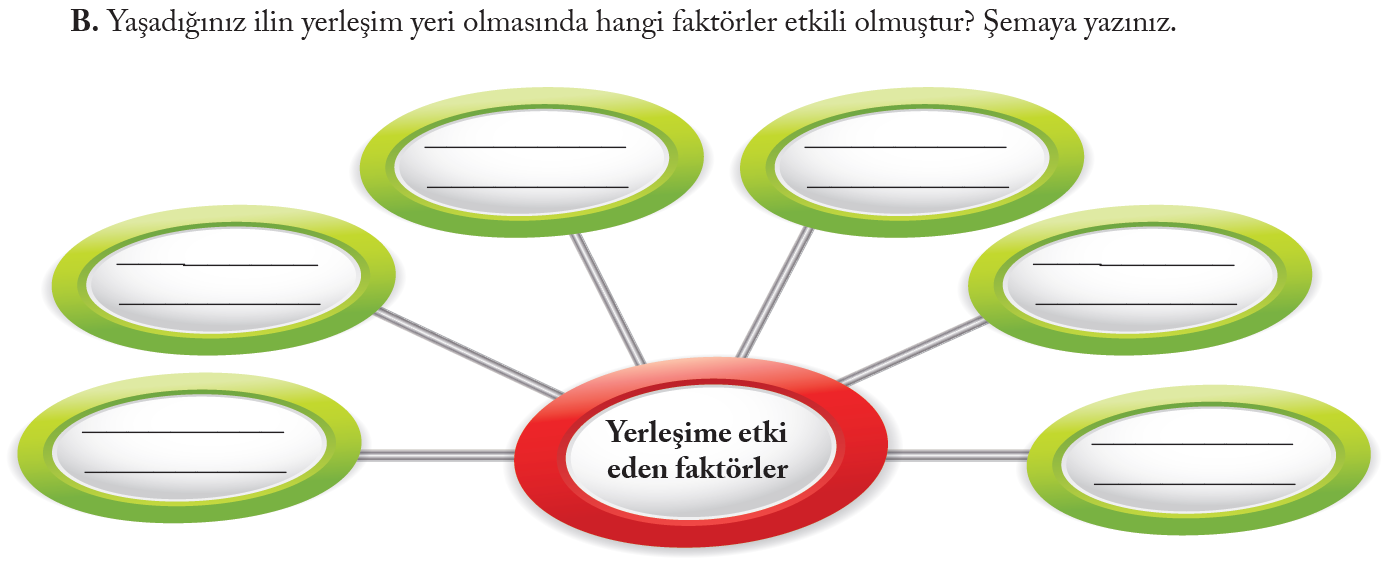 B. Yaşadığınız ilin yerleşim yeri olmasında hangi faktörler etkili olmuştur? Şemaya yazınız.
Yerleşime etki
eden faktörler